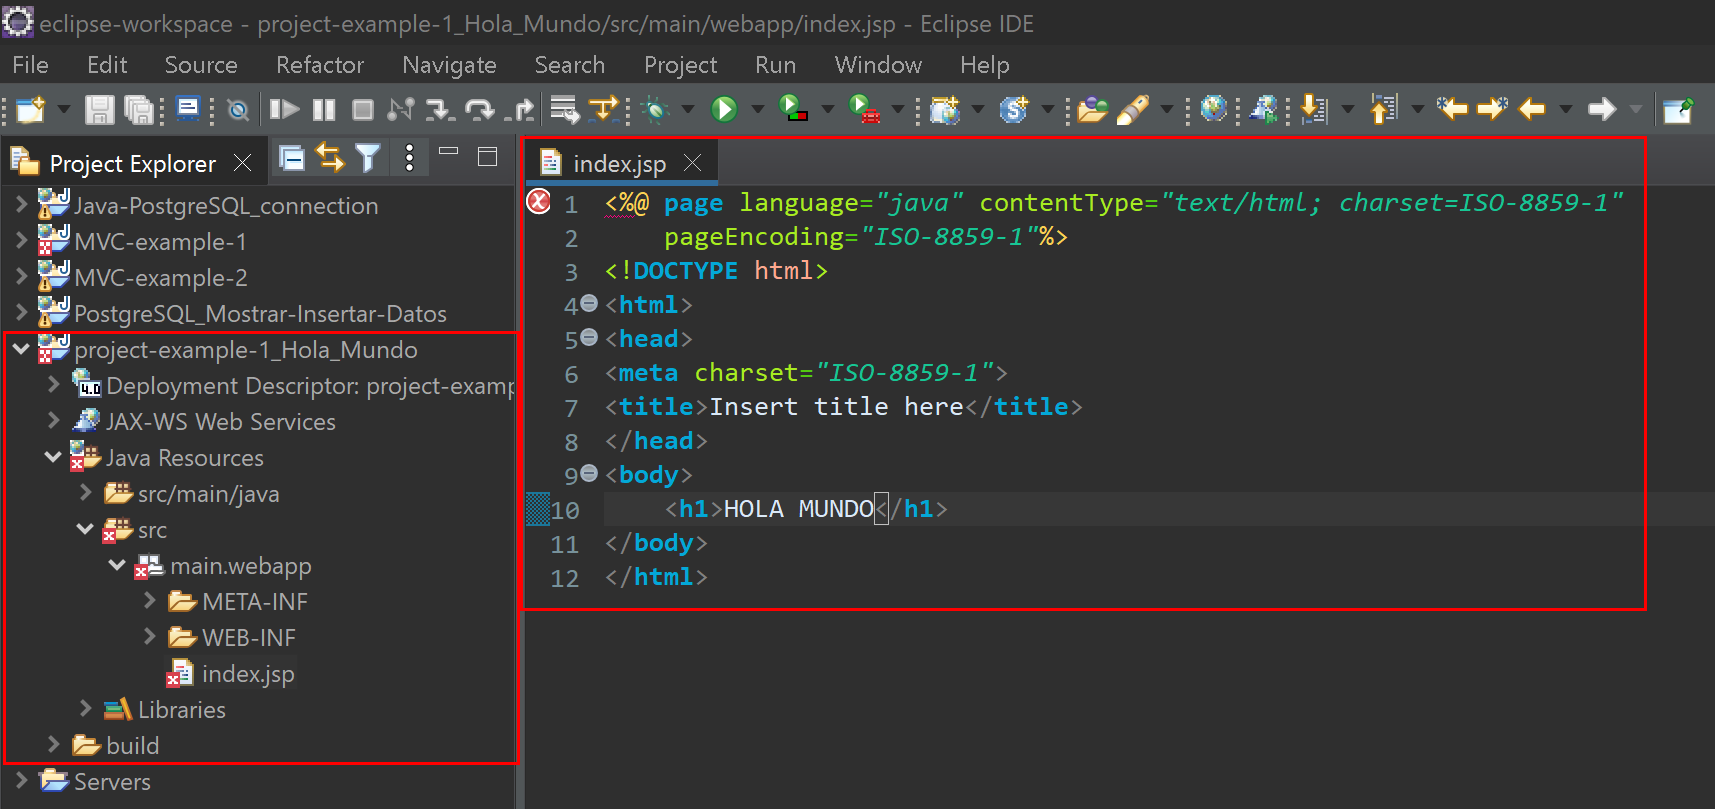 eclipse-workspace - project-example-1_Hola_Mundo/src/main/webapp/index.jsp - Eclipse IDE
File Edit Source Refactor Navigate Search Project Run Window Help
Project Explorer
Java-PostgreSQL_connection
MVC-example-1
MVC-example-2
PostgreSQL_Mostrar-Insertar-Datos
project-example-1_Hola_Mundo
4.0 Deployment Descriptor: project-examp
JAX-WS Web Services
Java Resources
src/main/java
src
main.webapp
META-INF
WEB-INF
index.jsp
Libraries
build
Servers
index.jsp
1 <%@ page language="java" contentType="text/html; charset=ISO-8859-1"
2     pageEncoding="ISO-8859-1"%>
3 <!DOCTYPE html>
4 <html>
5 <head>
6 <meta charset="ISO-8859-1">
7 <title>Insert title here</title>
8 </head>
9 <body>
10     <h1>HOLA MUNDO</h1>
11 </body>
12 </html>